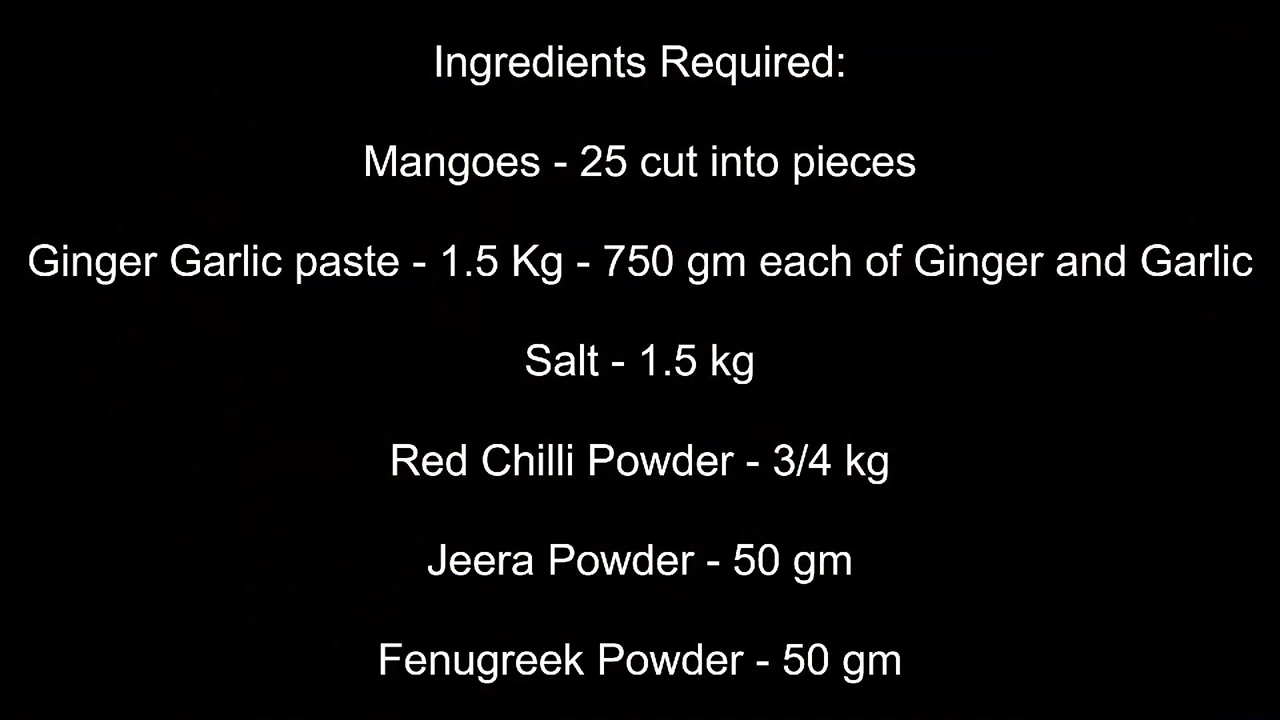 Ingredients Required:
Mangoes - 25 cut into pieces
Ginger Garlic paste - 1.5 Kg - 750 gm each of Ginger and Garlic
Salt - 1.5 kg
Red Chilli Powder - 3/4 kg
Jeera Powder - 50 gm
Fenugreek Powder - 50 gm